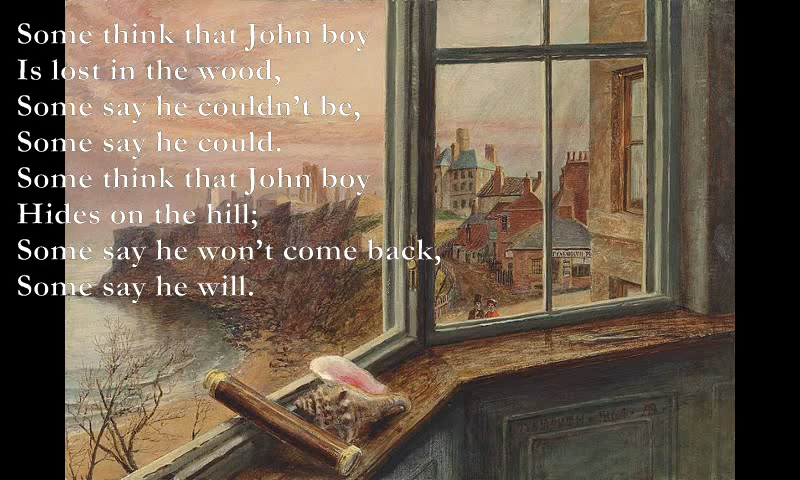 Some think that John boy
Is lost in the wood,
Some say he couldn’t be,
Some say he could.
Some think that John boy
Hides on the hill;
Some say he won’t come back,
Some say he will.